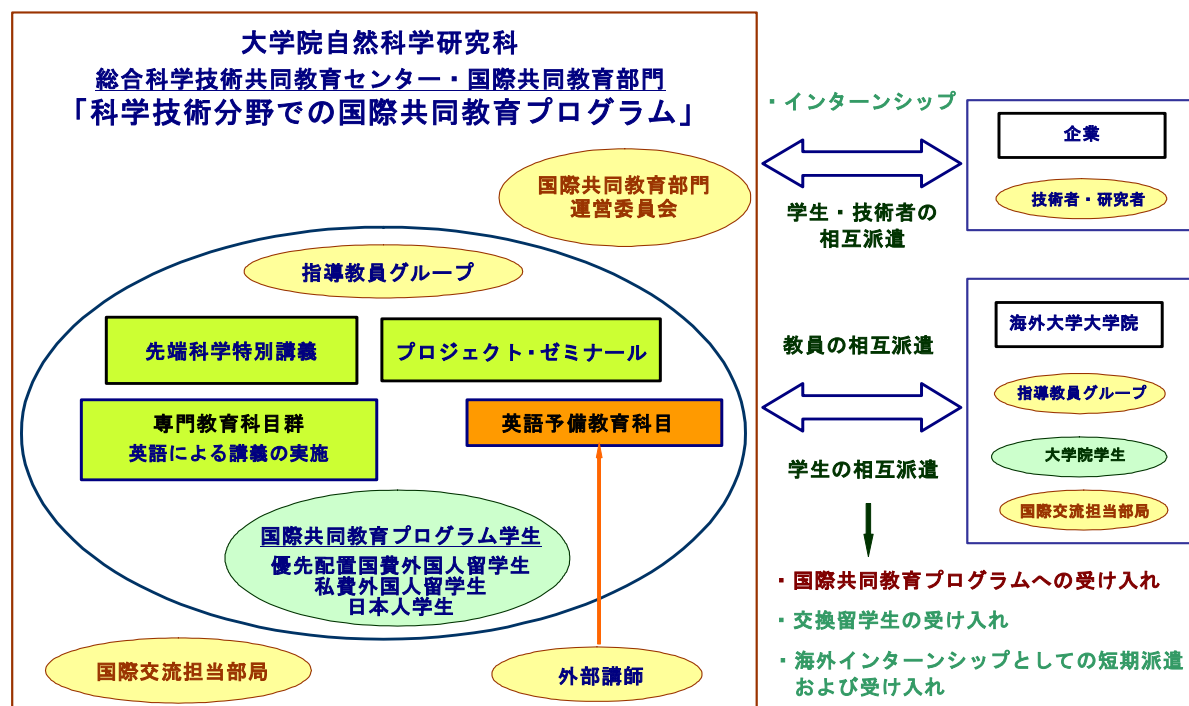 大学院自然科学研究科
総合科学技術共同教育センター・国際共同教育部門
「科学技術分野での国際共同教育プログラム」
国際共同教育部門
運営委員会
指導教員グループ
先端科学特別講義
プロジェクト・ゼミナール
専門教育科目群
英語による講義の実施
英語予備教育科目
国際共同教育プログラム学生
優先配置国費外国人留学生
私費外国人留学生
日本人学生
国際交流担当部局
外部講師
・インターンシップ
学生・技術者の
相互派遣
教員の相互派遣
学生の相互派遣
企業
技術者・研究者
海外大学大学院
指導教員グループ
大学院学生
国際交流担当部局
・国際共同教育プログラムへの受け入れ
・交換留学生の受け入れ
・海外インターンシップとしての短期派遣
および受け入れ